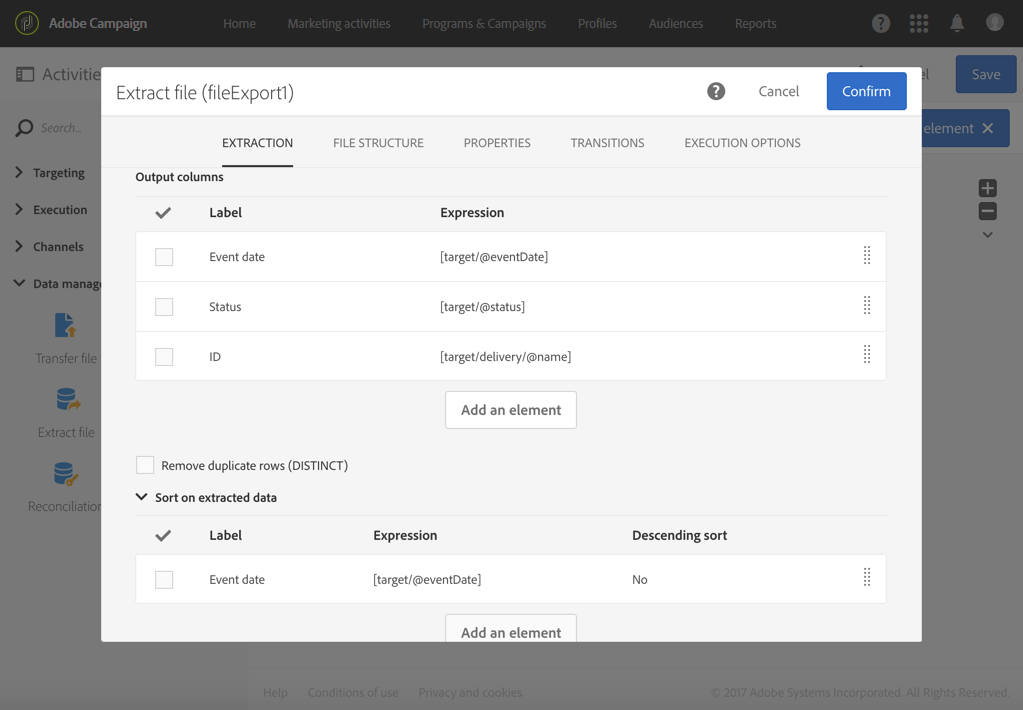 Adobe Campaign
Home
Marketing activities
Programs & Campaigns
Profiles
Audiences
Reports
Activitie
el
Save
Extract file (fileExport1)
Cancel
Confirm
Search...
element
EXTRACTION
FILE STRUCTURE
PROPERTIES
TRANSITIONS
EXECUTION OPTIONS
Targeting
Execution
Channels
Data manag
Transfer file
Extract file
Reconciliation
Output columns
Label Expression
Event date [target/@eventDate]
Status [target/@status]
ID [target/delivery/@name]
Add an element
Remove duplicate rows (DISTINCT)
Sort on extracted data
Label Expression Descending sort
Event date [target/@eventDate] No
Add an element
Help
Conditions of use
Privacy and cookies
© 2017 Adobe Systems Incorporated. All Rights Reserved.